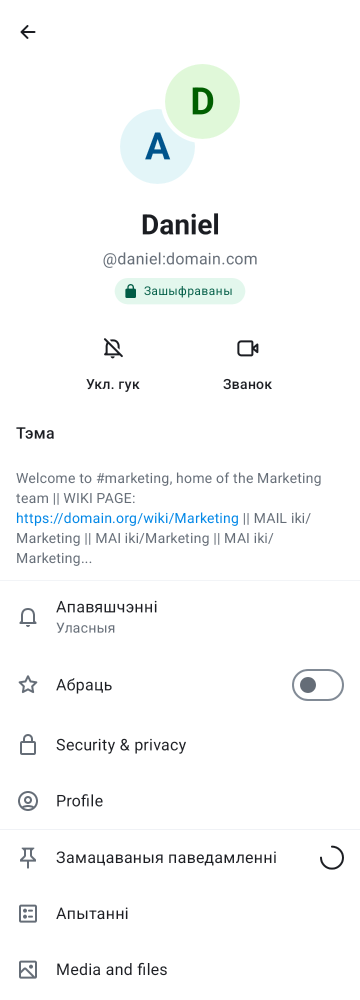 D
A
Daniel
@daniel:domain.com
Зашыфраваны
Укл. гук
Званок
Тэма
Welcome to #marketing, home of the Marketing
team || WIKI PAGE:
https://domain.org/wiki/Marketing || MAIL iki/
Marketing || MAI iki/Marketing || MAI iki/
Marketing...
Апавяшчэнні
Уласныя
Абраць
Security & privacy
Profile
Замацаваныя паведамленні
Апытанні
Media and files